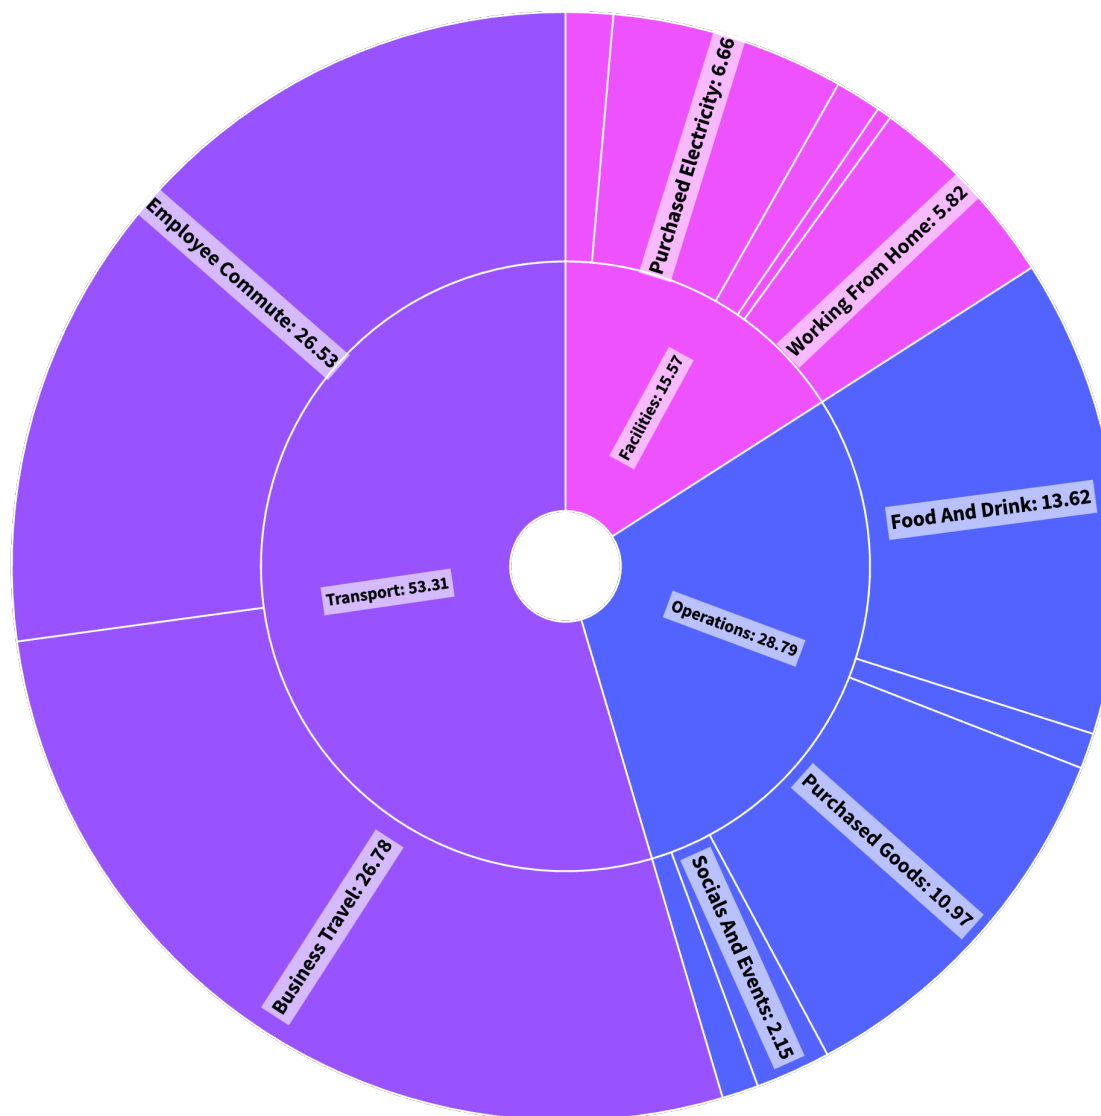 Purchased Electricity: 6.66
Employee Commute: 26.53
Working From Home: 5.82
Facilities: 15.57
Food And Drink: 13.62
Transport: 53.31
Operations: 28.79
Purchased Goods: 10.97
Business Travel: 26.78
Socials And Events: 2.15